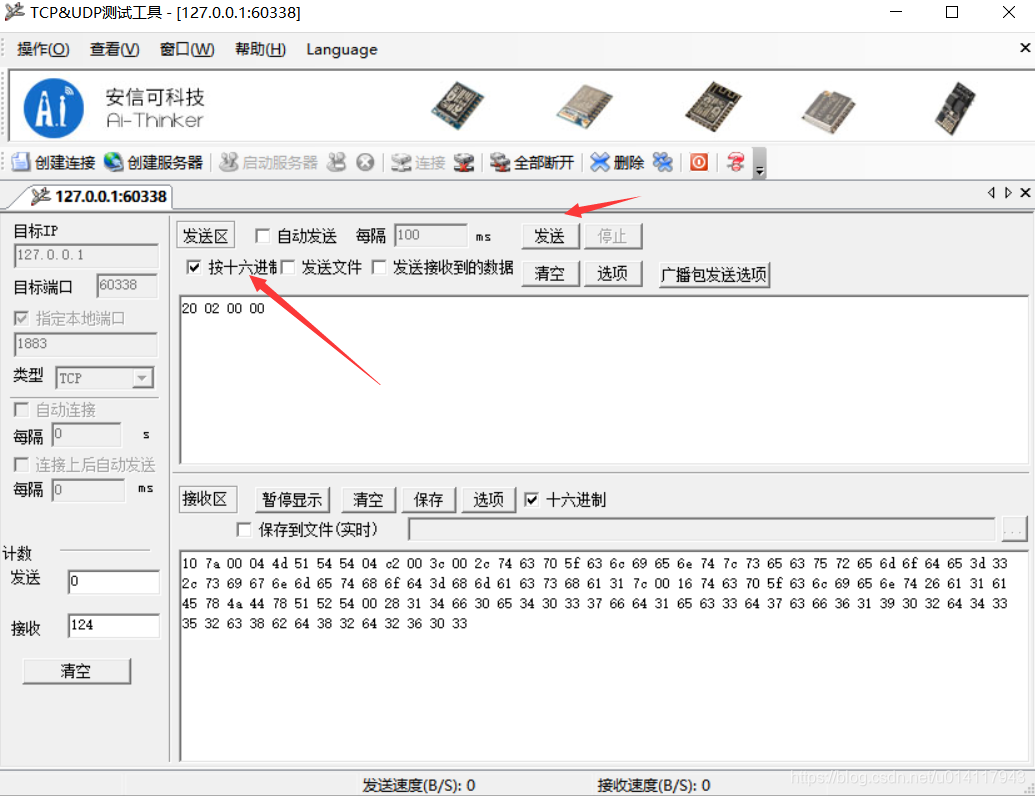 TCP&UDP测试工具 - [127.0.0.1:60338]
操作(O) 查看(V) 窗口(W) 帮助(H) Language
A.i 安信可科技
Ai-Thinker
创建连接 创建服务器 启动服务器 连接 全部断开 删除
127.0.0.1:60338
目标IP
127.0.0.1
目标端口 60338
指定本地端口
1883
类型 TCP
自动连接
每隔 0 s
连接上后自动发送
每隔 0 ms
计数
发送 0
接收 124
清空
发送区 自动发送 每隔 100 ms 发送 停止
按十六进制 发送文件 发送接收到的数据 清空 选项 广播包发送选项
20 02 00 00
接收区 暂停显示 清空 保存 选项 十六进制
保存到文件(实时) ...
10 7a 00 04 4d 51 54 54 04 c2 00 3c 00 2c 74 63 70 5f 63 6c 69 65 6e 74 7c 73 65 63 75 72 65 6d 6f 64 65 3d 33
2c 73 69 67 6e 6d 65 74 68 6f 64 3d 68 6d 61 63 73 68 61 31 7c 00 16 74 63 70 5f 63 6c 69 65 6e 74 26 61 31 61
45 78 4a 44 78 51 52 54 00 28 31 34 66 30 65 34 30 33 37 66 64 31 65 63 33 64 37 63 66 36 31 39 30 32 64 34 33
35 32 63 38 62 64 38 32 64 32 36 30 33
发送速度(B/S): 0 接收速度(B/S): 0
https://blog.csdn.net/u014117943